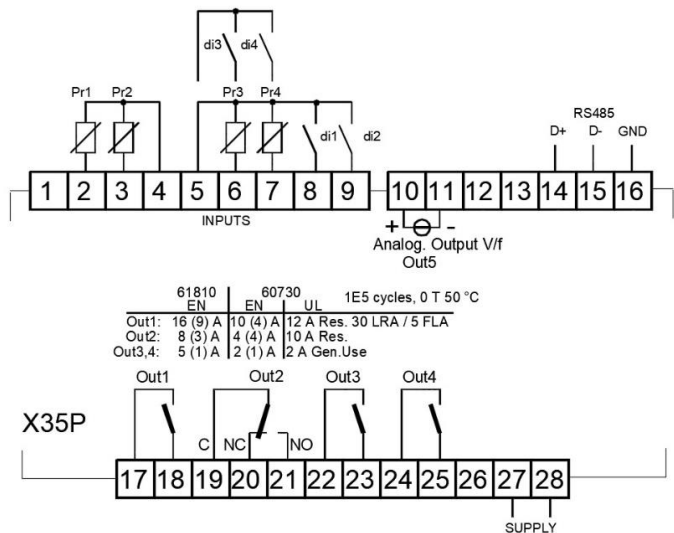 di3 di4
Pr1 Pr2 Pr3 Pr4
di1 di2
RS485
D+ D- GND
1 2 3 4 5 6 7 8 9 10 11 12 13 14 15 16
INPUTS
+ -
Analog. Output V/f
Out5
61810 60730
EN EN UL 1E5 cycles, 0 T 50 °C
Out1: 16 (9) A 10 (4) A 12 A Res. 30 LRA / 5 FLA
Out2: 8 (3) A 4 (4) A 10 A Res.
Out3,4: 5 (1) A 2 (1) A 2 A Gen.Use
Out1 Out2 Out3 Out4
X35P
C NC NO
17 18 19 20 21 22 23 24 25 26 27 28
SUPPLY